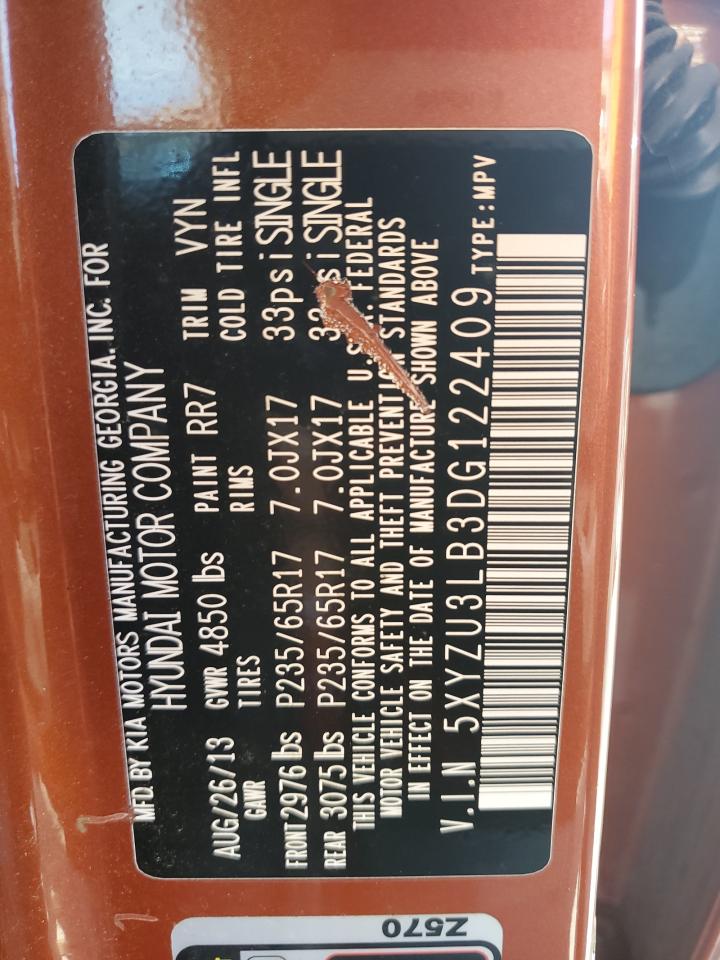 MFD. BY KIA MOTORS MANUFACTURING GEORGIA. INC. FOR
HYUNDAI MOTOR COMPANY
AUG/26/13 GVWR 4850 lbs PAINT RR7 TRIM VYN
GAWR TIRES RIMS COLD TIRE INFL
FRONT 2976 lbs P235/65R17 7.0JX17 33psi SINGLE
REAR 3075 lbs P235/65R17 7.0JX17 33psi SINGLE
THIS VEHICLE CONFORMS TO ALL APPLICABLE U.S.A. FEDERAL
MOTOR VEHICLE SAFETY AND THEFT PREVENTION STANDARDS
IN EFFECT ON THE DATE OF MANUFACTURE SHOWN ABOVE
V.I.N 5XYZU3LB3DG122409 TYPE:MPV
Z570